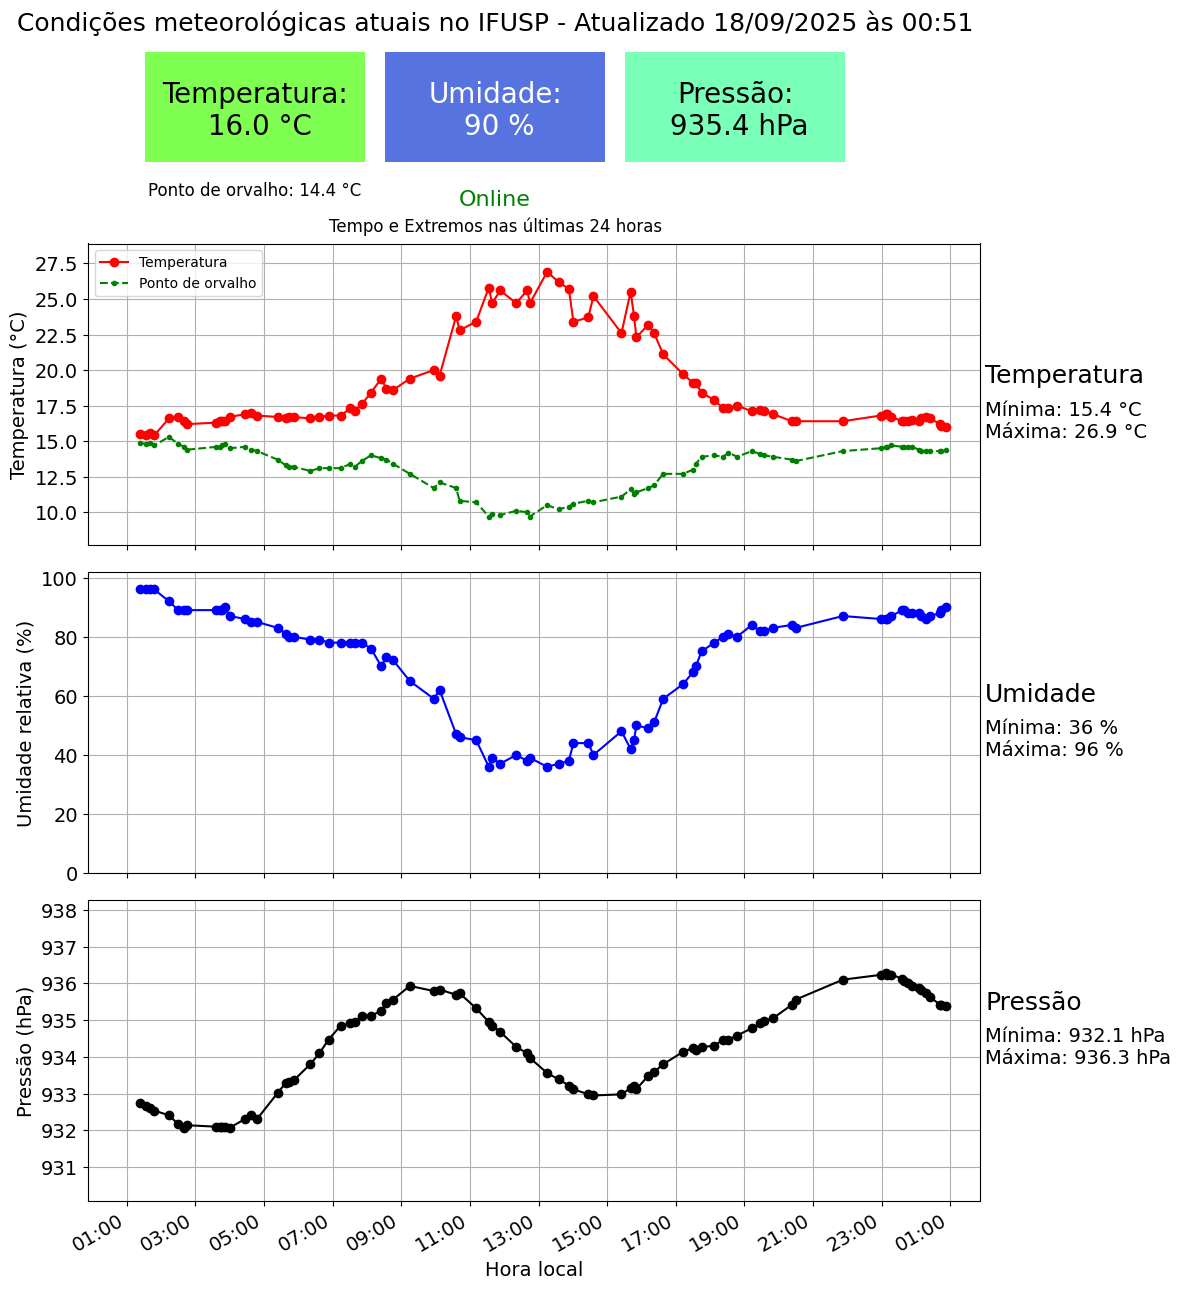 Condições meteorológicas atuais no IFUSP - Atualizado 18/09/2025 às 00:51
Temperatura:
16.0 °C
Umidade:
90 %
Pressão:
935.4 hPa
Ponto de orvalho: 14.4 °C
Online
Tempo e Extremos nas últimas 24 horas
Temperatura
Ponto de orvalho
Temperatura (°C)
27.5
25.0
22.5
20.0
17.5
15.0
12.5
10.0
Temperatura
Mínima: 15.4 °C
Máxima: 26.9 °C
Umidade relativa (%)
100
80
60
40
20
0
Umidade
Mínima: 36 %
Máxima: 96 %
Pressão (hPa)
938
937
936
935
934
933
932
931
Pressão
Mínima: 932.1 hPa
Máxima: 936.3 hPa
01:00
03:00
05:00
07:00
09:00
11:00
13:00
15:00
17:00
19:00
21:00
23:00
01:00
Hora local